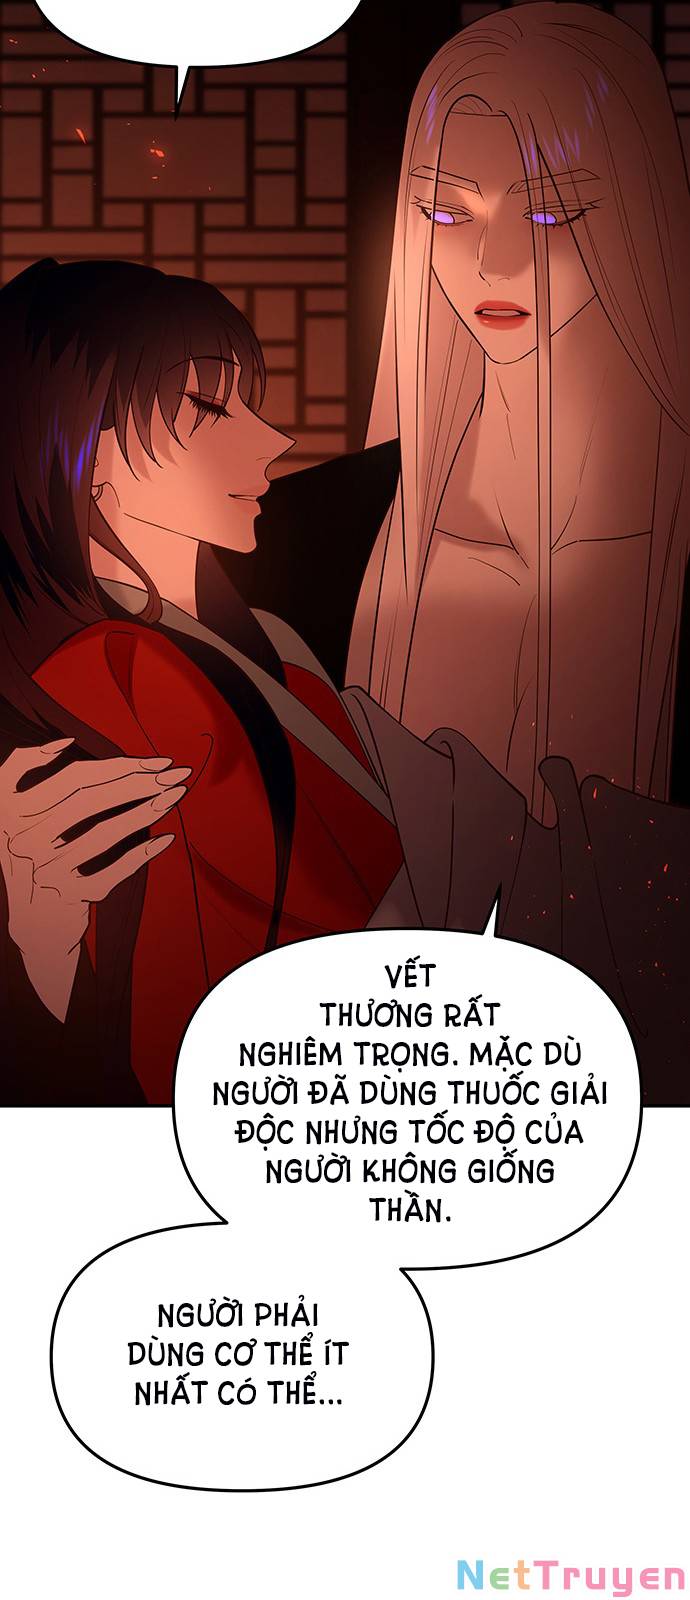 VẾT
THƯƠNG RẤT
NGHIÊM TRỌNG. MẶC DÙ
NGƯỜI ĐÃ DÙNG THUỐC GIẢI
ĐỘC NHƯNG TỐC ĐỘ CỦA
NGƯỜI KHÔNG GIỐNG
THẦN.
NGƯỜI PHẢI
DÙNG CƠ THỂ ÍT
NHẤT CÓ THỂ...
NetTruyen